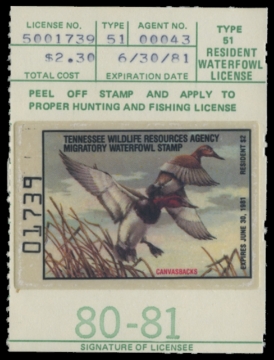 LICENSE NO. TYPE AGENT NO.
5001739 51 00043
$2.30 6/30/81
TOTAL COST EXPIRATION DATE
TYPE
51
RESIDENT
WATERFOWL
LICENSE
PEEL OFF STAMP AND APPLY TO
PROPER HUNTING AND FISHING LICENSE
01739
TENNESSEE WILDLIFE RESOURCES AGENCY
MIGRATORY WATERFOWL STAMP
RESIDENT $2
EXPIRES JUNE 30, 1981
CANVASBACKS
80-81
SIGNATURE OF LICENSEE